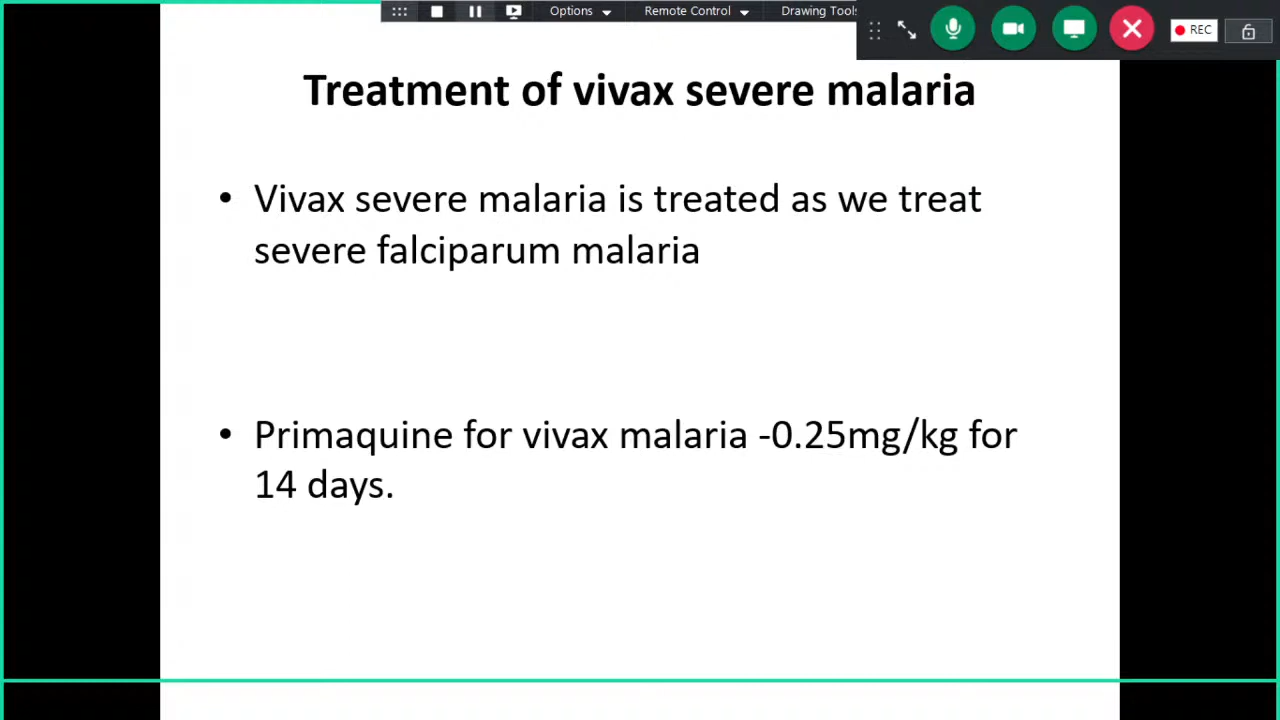 Options Remote Control Drawing Tools
REC
Treatment of vivax severe malaria
• Vivax severe malaria is treated as we treat
severe falciparum malaria
• Primaquine for vivax malaria -0.25mg/kg for
14 days.